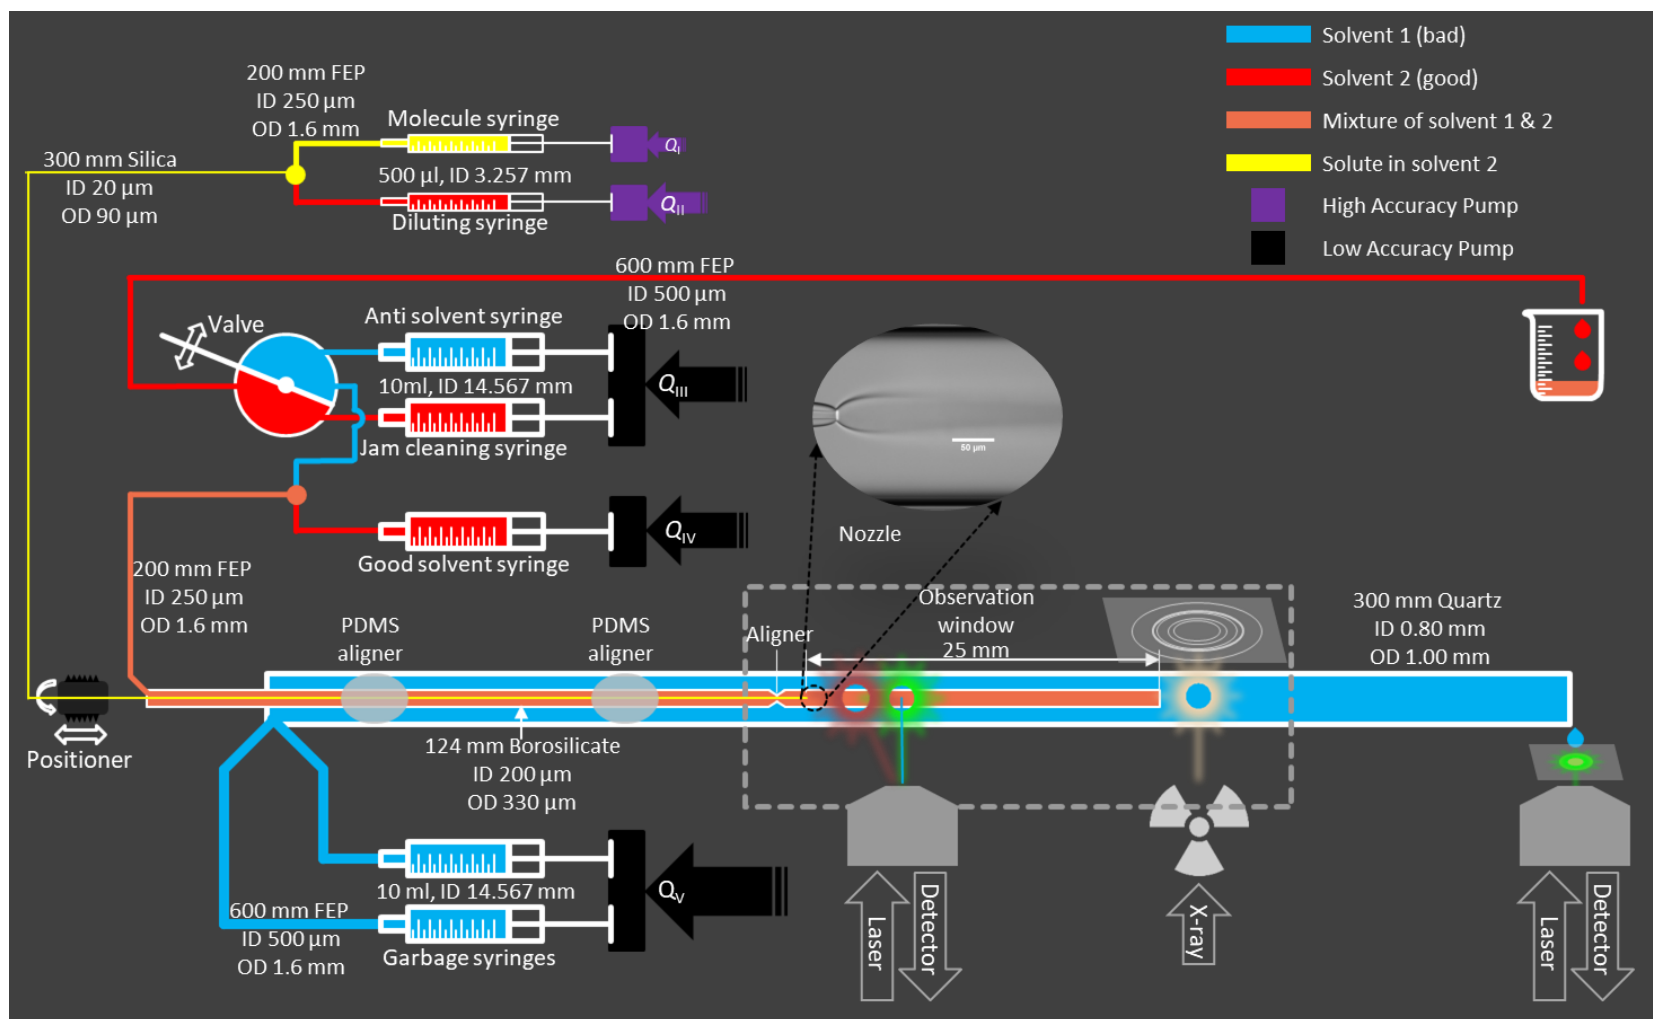 Solvent 1 (bad)
Solvent 2 (good)
Mixture of solvent 1 & 2
Solute in solvent 2
High Accuracy Pump
Low Accuracy Pump
200 mm FEP
ID 250 µm
OD 1.6 mm
Molecule syringe
Q_I
300 mm Silica
ID 20 µm
OD 90 µm
500 µl, ID 3.257 mm
Q_II
Diluting syringe
600 mm FEP
ID 500 µm
OD 1.6 mm
Valve
Anti solvent syringe
10ml, ID 14.567 mm
Q_III
Jam cleaning syringe
50 µm
Nozzle
Q_IV
Good solvent syringe
200 mm FEP
ID 250 µm
OD 1.6 mm
PDMS
aligner
PDMS
aligner
Aligner
Observation
window
25 mm
300 mm Quartz
ID 0.80 mm
OD 1.00 mm
Positioner
124 mm Borosilicate
ID 200 µm
OD 330 µm
10 ml, ID 14.567 mm
Q_V
600 mm FEP
ID 500 µm
OD 1.6 mm
Garbage syringes
Laser
Detector
X-ray
Laser
Detector